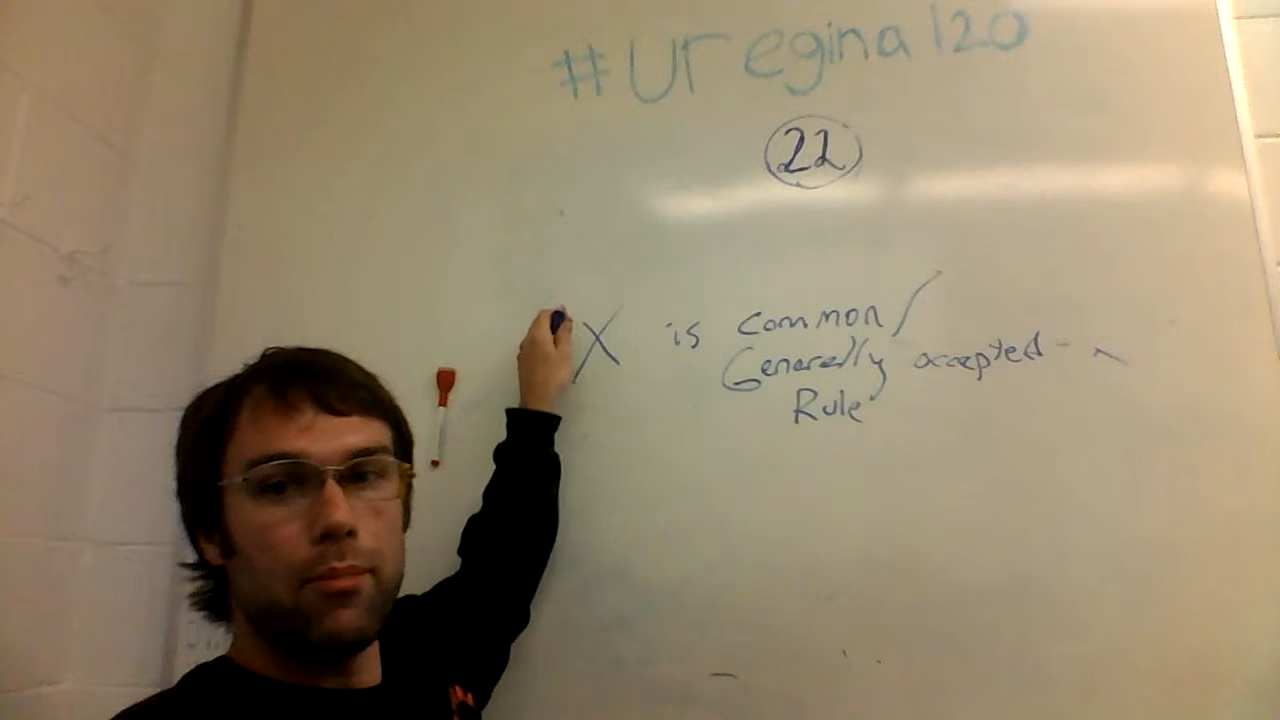 #Uregina120
22
X is common/
Generally accepted
Rule